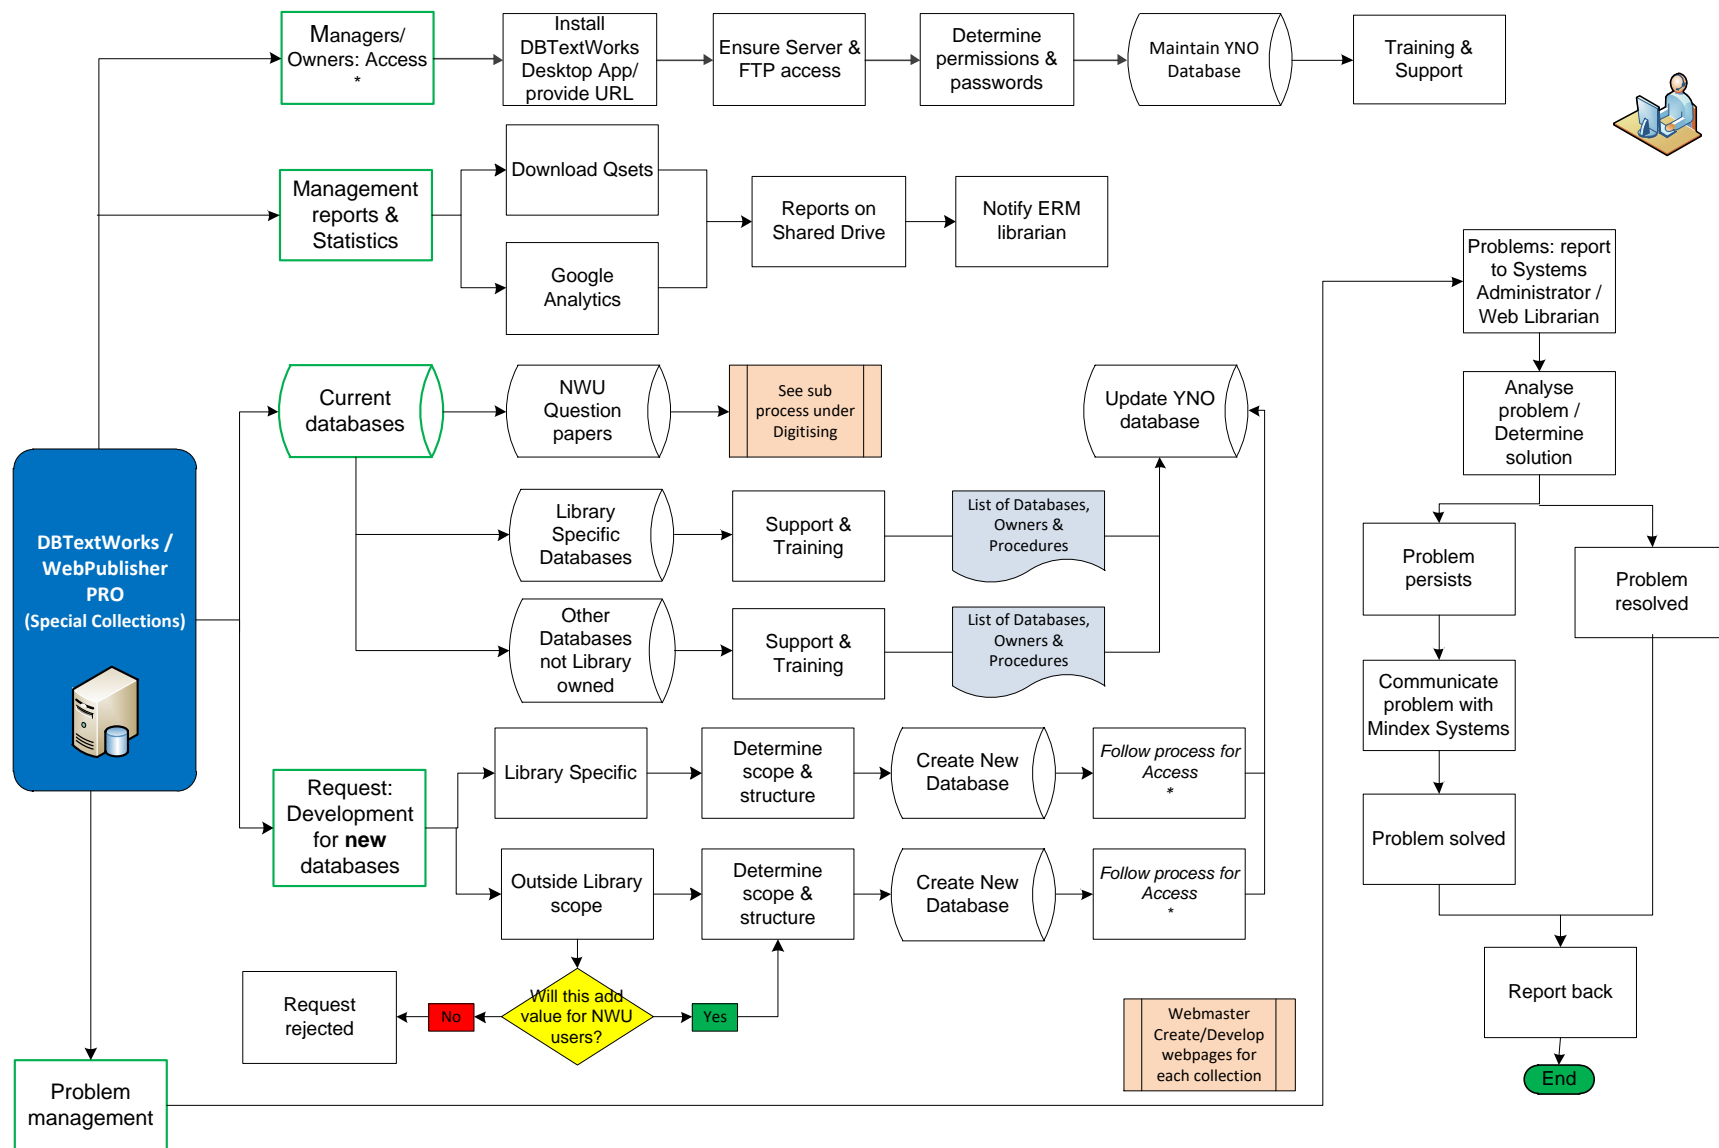 Managers/
Owners: Access
*
Install
DBTextWorks
Desktop App/
provide URL
Ensure Server &
FTP access
Determine
permissions &
passwords
Maintain YNO
Database
Training &
Support
Management
reports &
Statistics
Download Qsets
Google
Analytics
Reports on
Shared Drive
Notify ERM
librarian
Problems: report
to Systems
Administrator /
Web Librarian
Analyse
problem /
Determine
solution
Problem
persists
Problem
resolved
Communicate
problem with
Mindex Systems
Problem solved
Report back
End
Current
databases
NWU
Question
papers
See sub
process under
Digitising
Update YNO
database
Library
Specific
Databases
Support &
Training
List of Databases,
Owners &
Procedures
Other
Databases
not Library
owned
Support &
Training
List of Databases,
Owners &
Procedures
DBTextWorks /
WebPublisher
PRO
(Special Collections)
Request:
Development
for new
databases
Library Specific
Determine
scope &
structure
Create New
Database
Follow process for
Access
*
Outside Library
scope
Determine
scope &
structure
Create New
Database
Follow process for
Access
*
Request
rejected
No
Will this add
value for NWU
users?
Yes
Webmaster
Create/Develop
webpages for
each collection
Problem
management